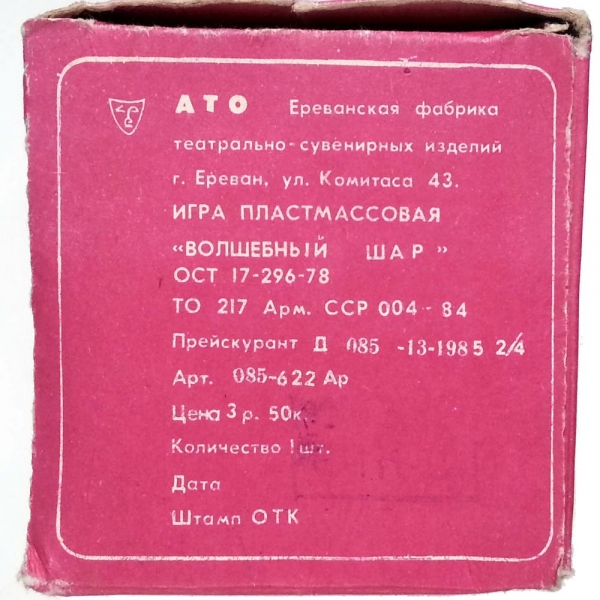 АТО Ереванская фабрика
театрально-сувенирных изделий
г. Ереван, ул. Комитаса 43.
ИГРА ПЛАСТМАССОВАЯ
«ВОЛШЕБНЫЙ ШАР»
ОСТ 17-296-78
ТО 217 Арм. ССР 004-84
Прейскурант Д 085 -13-1985 2/4
Арт. 085-622 Ар
Цена 3 р. 50к.
Количество 1 шт.
Дата
Штамп ОТК